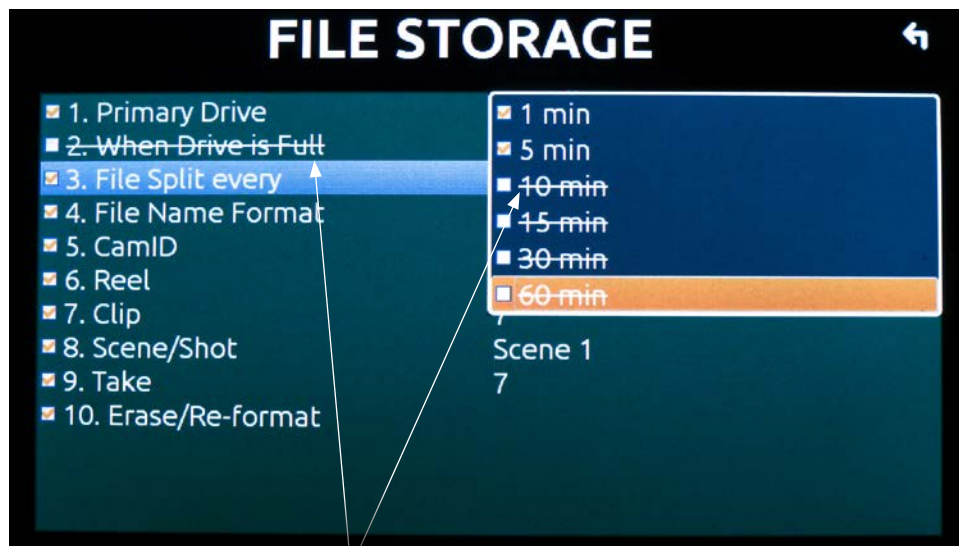 FILE STORAGE
1. Primary Drive
2. When Drive is Full
3. File Split every
4. File Name Format
5. CamID
6. Reel
7. Clip
8. Scene/Shot
9. Take
10. Erase/Re-format
1 min
5 min
10 min
15 min
30 min
60 min
7
Scene 1
7